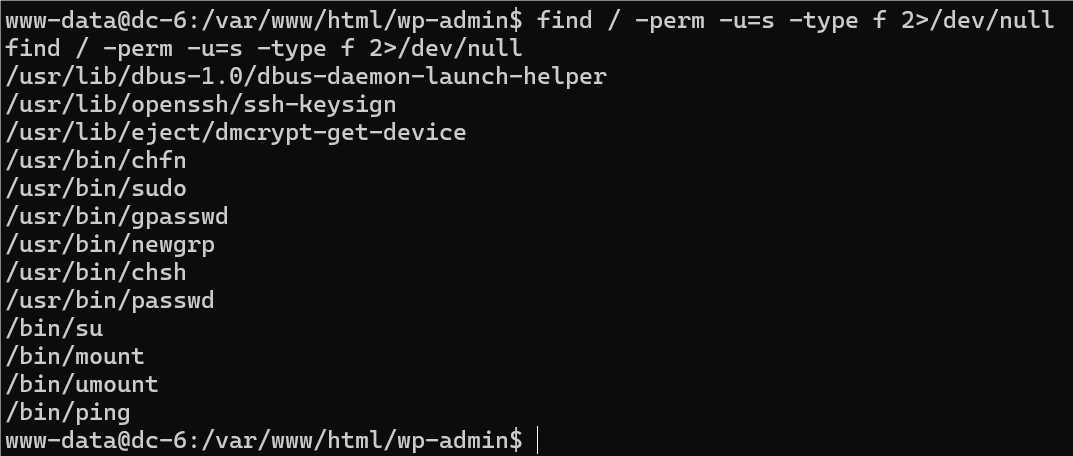 www-data@dc-6:/var/www/html/wp-admin$ find / -perm -u=s -type f 2>/dev/null
find / -perm -u=s -type f 2>/dev/null
/usr/lib/dbus-1.0/dbus-daemon-launch-helper
/usr/lib/openssh/ssh-keysign
/usr/lib/eject/dmcrypt-get-device
/usr/bin/chfn
/usr/bin/sudo
/usr/bin/gpasswd
/usr/bin/newgrp
/usr/bin/chsh
/usr/bin/passwd
/bin/su
/bin/mount
/bin/umount
/bin/ping
www-data@dc-6:/var/www/html/wp-admin$